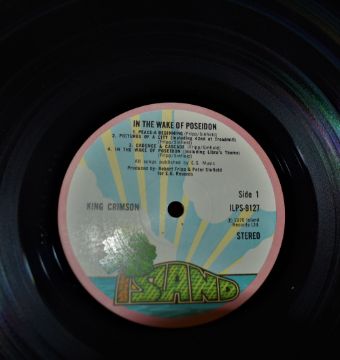 IN THE WAKE OF POSEIDON
1. PEACE-A BEGINNING (Fripp/Sinfield)
2. PICTURES OF A CITY (including 42nd at Treadmill)
(Fripp/Sinfield)
3. CADENCE & CASCADE (Fripp/Sinfield)
4. IN THE WAKE OF POSEIDON (including Libra's Theme)
(Fripp/Sinfield)
All songs published by E.G. Music
Produced by: Robert Fripp & Peter Sinfield
for E.G. Records
Side 1
KING CRIMSON
ILPS-9127
℗ 1970 Island
Records Ltd.
STEREO
ISLAND